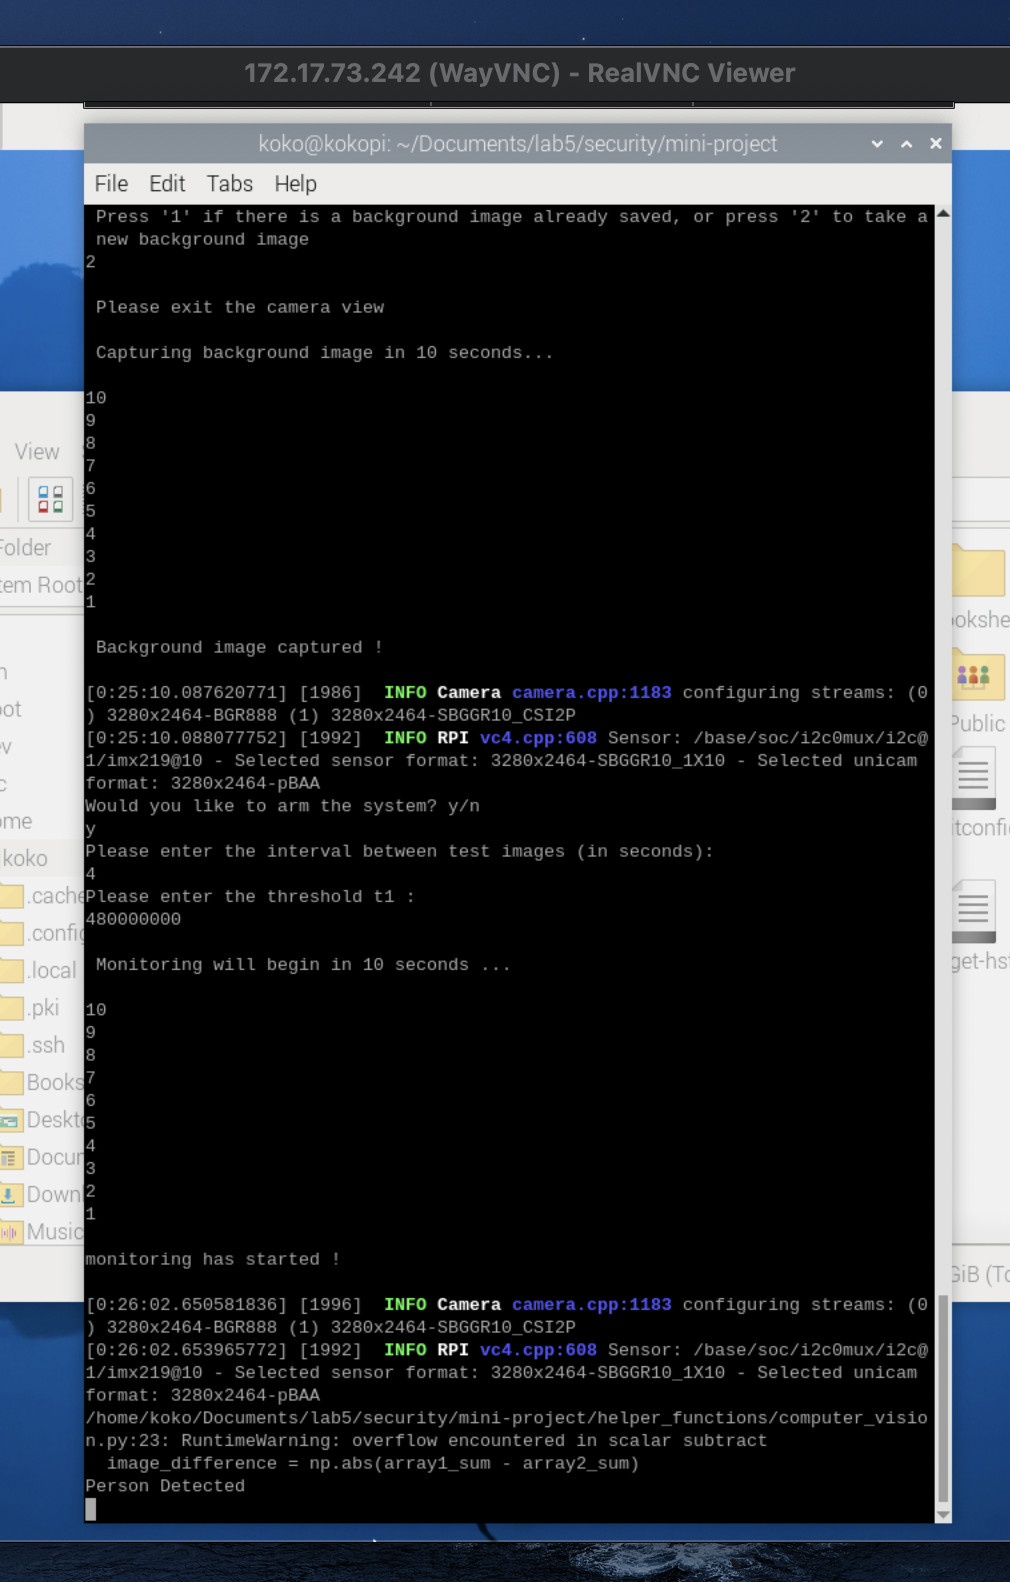 172.17.73.242 (WayVNC) - RealVNC Viewer
koko@kokopi: ~/Documents/lab5/security/mini-project
File Edit Tabs Help
Press '1' if there is a background image already saved, or press '2' to take a
new background image
2
Please exit the camera view
Capturing background image in 10 seconds...
10
9
8
7
6
5
4
3
2
1
Background image captured !
[0:25:10.087620771] [1986] INFO Camera camera.cpp:1183 configuring streams: (0
) 3280x2464-BGR888 (1) 3280x2464-SBGGR10_CSI2P
[0:25:10.088077752] [1992] INFO RPI vc4.cpp:608 Sensor: /base/soc/i2c0mux/i2c@
1/imx219@10 - Selected sensor format: 3280x2464-SBGGR10_1X10 - Selected unicam
format: 3280x2464-pBAA
Would you like to arm the system? y/n
y
Please enter the interval between test images (in seconds):
4
Please enter the threshold t1 :
480000000
Monitoring will begin in 10 seconds ...
10
9
8
7
6
5
4
3
2
1
monitoring has started !
[0:26:02.650581836] [1996] INFO Camera camera.cpp:1183 configuring streams: (0
) 3280x2464-BGR888 (1) 3280x2464-SBGGR10_CSI2P
[0:26:02.653965772] [1992] INFO RPI vc4.cpp:608 Sensor: /base/soc/i2c0mux/i2c@
1/imx219@10 - Selected sensor format: 3280x2464-SBGGR10_1X10 - Selected unicam
format: 3280x2464-pBAA
/home/koko/Documents/lab5/security/mini-project/helper_functions/computer_visio
n.py:23: RuntimeWarning: overflow encountered in scalar subtract
image_difference = np.abs(array1_sum - array2_sum)
Person Detected
View
Folder
tem Root
ot
ev
ome
koko
.cache
.config
.local
.pki
.ssh
Books
Deskto
Docum
Downl
Music
okshe
Public
itconfi
get-hst
GiB (To